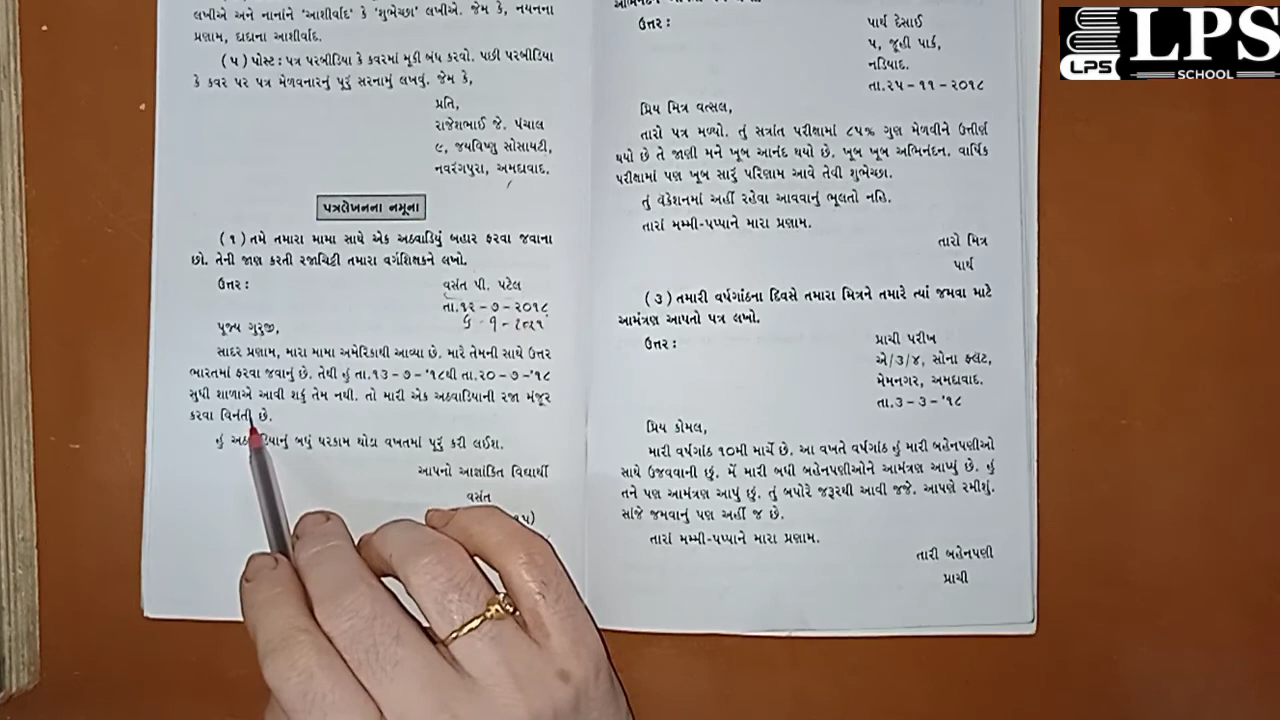 લખીએ અને નાનાંને ‘આશીર્વાદ’ કે ‘શુભેચ્છા’ લખીએ. જેમ કે, નયનના
પ્રણામ, દાદાના આશીર્વાદ.
(૫) પોસ્ટ : પત્ર પરબીડિયા કે કવરમાં મૂકી બંધ કરવો. પછી પરબીડિયા
કે કવર પર પત્ર મેળવનારનું પૂરું સરનામું લખવું. જેમ કે,
પ્રતિ,
રાજેશભાઈ જે. પંચાલ
૯, જયવિષ્ણુ સોસાયટી,
નવરંગપુરા, અમદાવાદ.
પત્રલેખનના નમૂના
(૧) તમે તમારા મામા સાથે એક અઠવાડિયું બહાર ફરવા જવાના
છો. તેની જાણ કરતી રજાચિટ્ઠી તમારા વર્ગશિક્ષકને લખો.
ઉત્તર :
વસંત પી. પટેલ
તા.૧૨ – ૭ – ૨૦૧૮
પૂજ્ય ગુરુજી,
સાદર પ્રણામ, મારા મામા અમેરિકાથી આવ્યા છે. મારે તેમની સાથે ઉત્તર
ભારતમાં ફરવા જવાનું છે. તેથી હું તા.૧૩ – ૭ – ’૧૮થી તા.૨૦ – ૭ – ’૧૮
સુધી શાળાએ આવી શકું તેમ નથી. તો મારી એક અઠવાડિયાની રજા મંજૂર
કરવા વિનંતી છે.
હું બધું ઘરકામ થોડા વખતમાં પૂરું કરી લઈશ.
આપનો આજ્ઞાંકિત વિદ્યાર્થી
વસંત
ઉત્તર :
પાર્થ દેસાઈ
૫, જૂહી પાર્ક,
નડિયાદ.
તા.૨૫ – ૧૧ – ૨૦૧૮
પ્રિય મિત્ર વત્સલ,
તારો પત્ર મળ્યો. તું સત્રાંત પરીક્ષામાં ૮૫% ગુણ મેળવીને ઉત્તીર્ણ
થયો છે તે જાણી મને ખૂબ આનંદ થયો છે. ખૂબ ખૂબ અભિનંદન. વાર્ષિક
પરીક્ષામાં પણ ખૂબ સારું પરિણામ આવે તેવી શુભેચ્છા.
તું વૅકેશનમાં અહીં રહેવા આવવાનું ભૂલતો નહિ.
તારાં મમ્મી-પપ્પાને મારા પ્રણામ.
તારો મિત્ર
પાર્થ
(૩) તમારી વર્ષગાંઠના દિવસે તમારા મિત્રને તમારે ત્યાં જમવા માટે
આમંત્રણ આપતો પત્ર લખો.
ઉત્તર :
પ્રાચી પરીખ
એ/૩/૪, સોના ફ્લૅટ,
મેમનગર, અમદાવાદ.
તા.૩ – ૩ – ’૧૮
પ્રિય કોમલ,
મારી વર્ષગાંઠ ૧૦મી માર્ચે છે. આ વખતે વર્ષગાંઠ હું મારી બહેનપણીઓ
સાથે ઉજવવાની છું. મેં મારી બધી બહેનપણીઓને આમંત્રણ આપ્યું છે. હું
તને પણ આમંત્રણ આપું છું. તું બપોરે જરૂરથી આવી જજે. આપણે રમીશું.
સાંજે જમવાનું પણ અહીં જ છે.
તારાં મમ્મી-પપ્પાને મારા પ્રણામ.
તારી બહેનપણી
પ્રાચી
LPS
LPS
SCHOOL